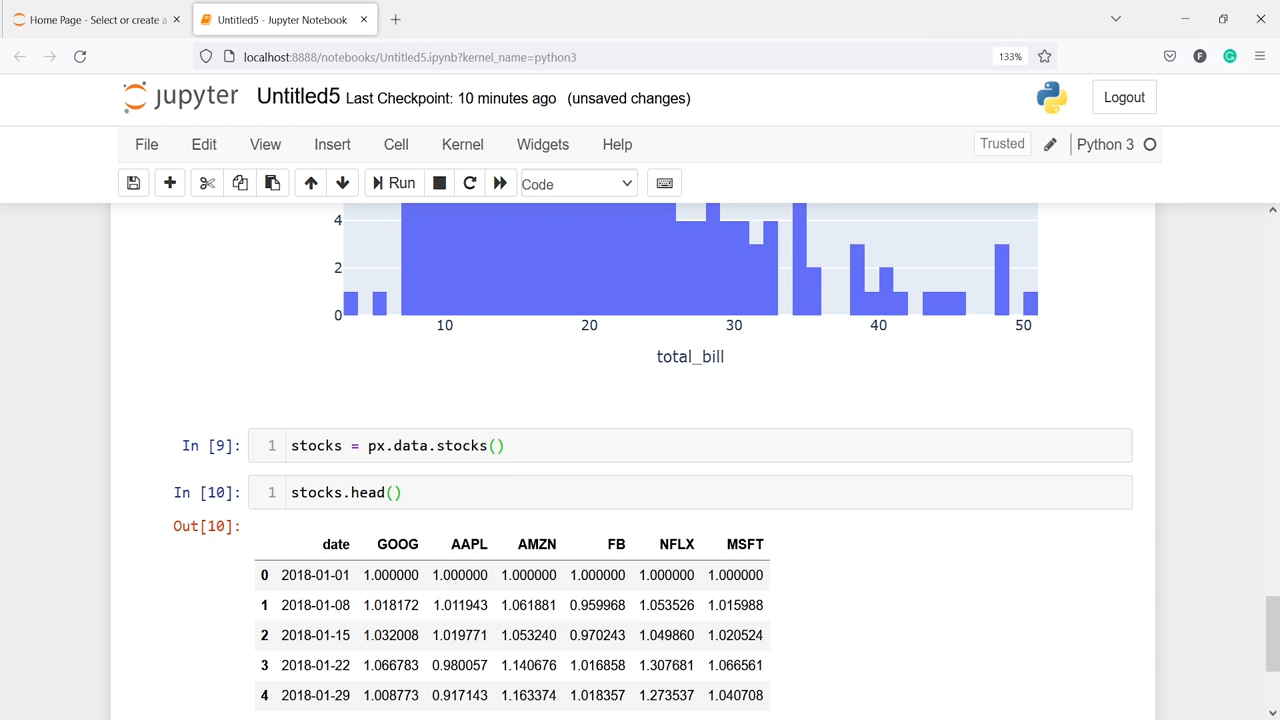 Home Page - Select or create a
Untitled5 - Jupyter Notebook
localhost:8888/notebooks/Untitled5.ipynb?kernel_name=python3
133%
jupyter Untitled5 Last Checkpoint: 10 minutes ago (unsaved changes)
Logout
File Edit View Insert Cell Kernel Widgets Help
Trusted
Python 3
Run
Code
4
2
0
10 20 30 40 50
total_bill
In [9]: 1 stocks = px.data.stocks()
In [10]: 1 stocks.head()
Out[10]:
date GOOG AAPL AMZN FB NFLX MSFT
0 2018-01-01 1.000000 1.000000 1.000000 1.000000 1.000000 1.000000
1 2018-01-08 1.018172 1.011943 1.061881 0.959968 1.053526 1.015988
2 2018-01-15 1.032008 1.019771 1.053240 0.970243 1.049860 1.020524
3 2018-01-22 1.066783 0.980057 1.140676 1.016858 1.307681 1.066561
4 2018-01-29 1.008773 0.917143 1.163374 1.018357 1.273537 1.040708